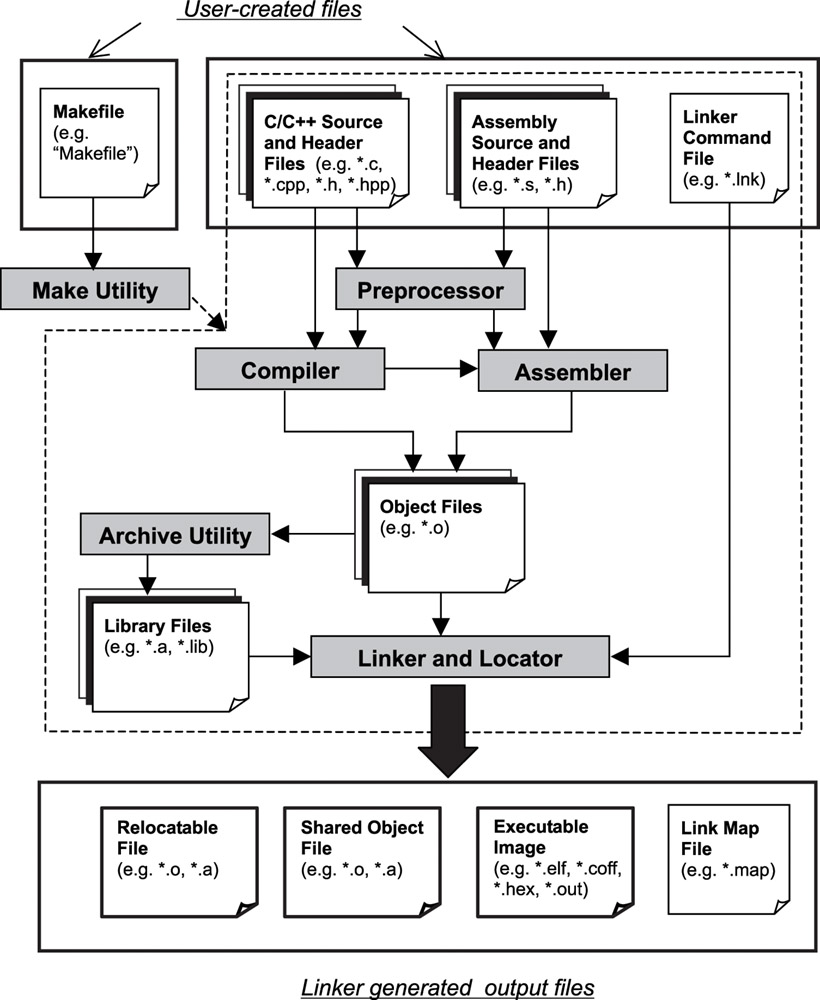 User-created files
Makefile
(e.g.
“Makefile”)
C/C++ Source
and Header
Files (e.g. *.c,
*.cpp, *.h, *.hpp)
Assembly
Source and
Header Files
(e.g. *.s, *.h)
Linker
Command
File
(e.g. *.lnk)
Make Utility
Preprocessor
Compiler
Assembler
Object Files
(e.g. *.o)
Archive Utility
Library Files
(e.g. *.a, *.lib)
Linker and Locator
Relocatable
File
(e.g. *.o, *.a)
Shared Object
File
(e.g. *.o, *.a)
Executable
Image
(e.g. *.elf, *.coff,
*.hex, *.out)
Link Map
File
(e.g. *.map)
Linker generated output files